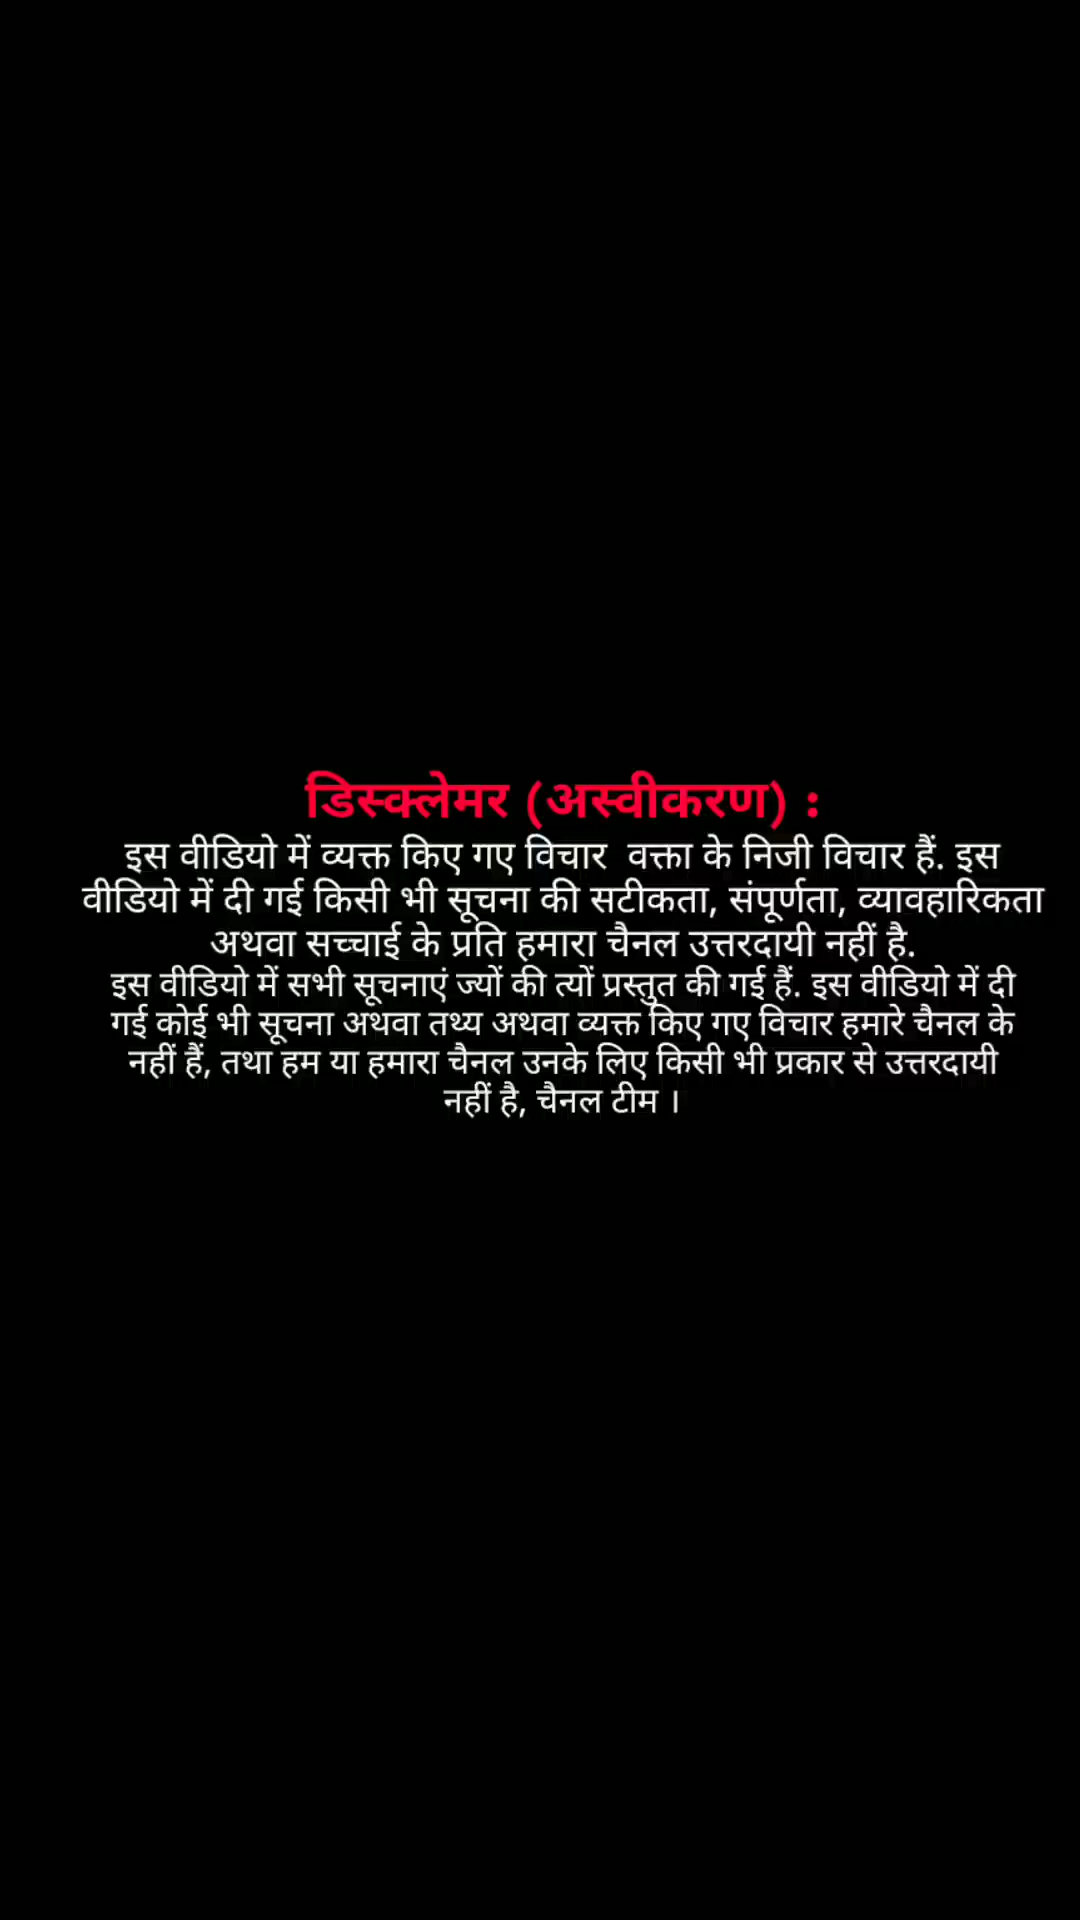 डिस्क्लेमर (अस्वीकरण) :
इस वीडियो में व्यक्त किए गए विचार  वक्ता के निजी विचार हैं. इस
वीडियो में दी गई किसी भी सूचना की सटीकता, संपूर्णता, व्यावहारिकता
अथवा सच्चाई के प्रति हमारा चैनल उत्तरदायी नहीं है.
इस वीडियो में सभी सूचनाएं ज्यों की त्यों प्रस्तुत की गई हैं. इस वीडियो में दी
गई कोई भी सूचना अथवा तथ्य अथवा व्यक्त किए गए विचार हमारे चैनल के
नहीं हैं, तथा हम या हमारा चैनल उनके लिए किसी भी प्रकार से उत्तरदायी
नहीं है, चैनल टीम ।